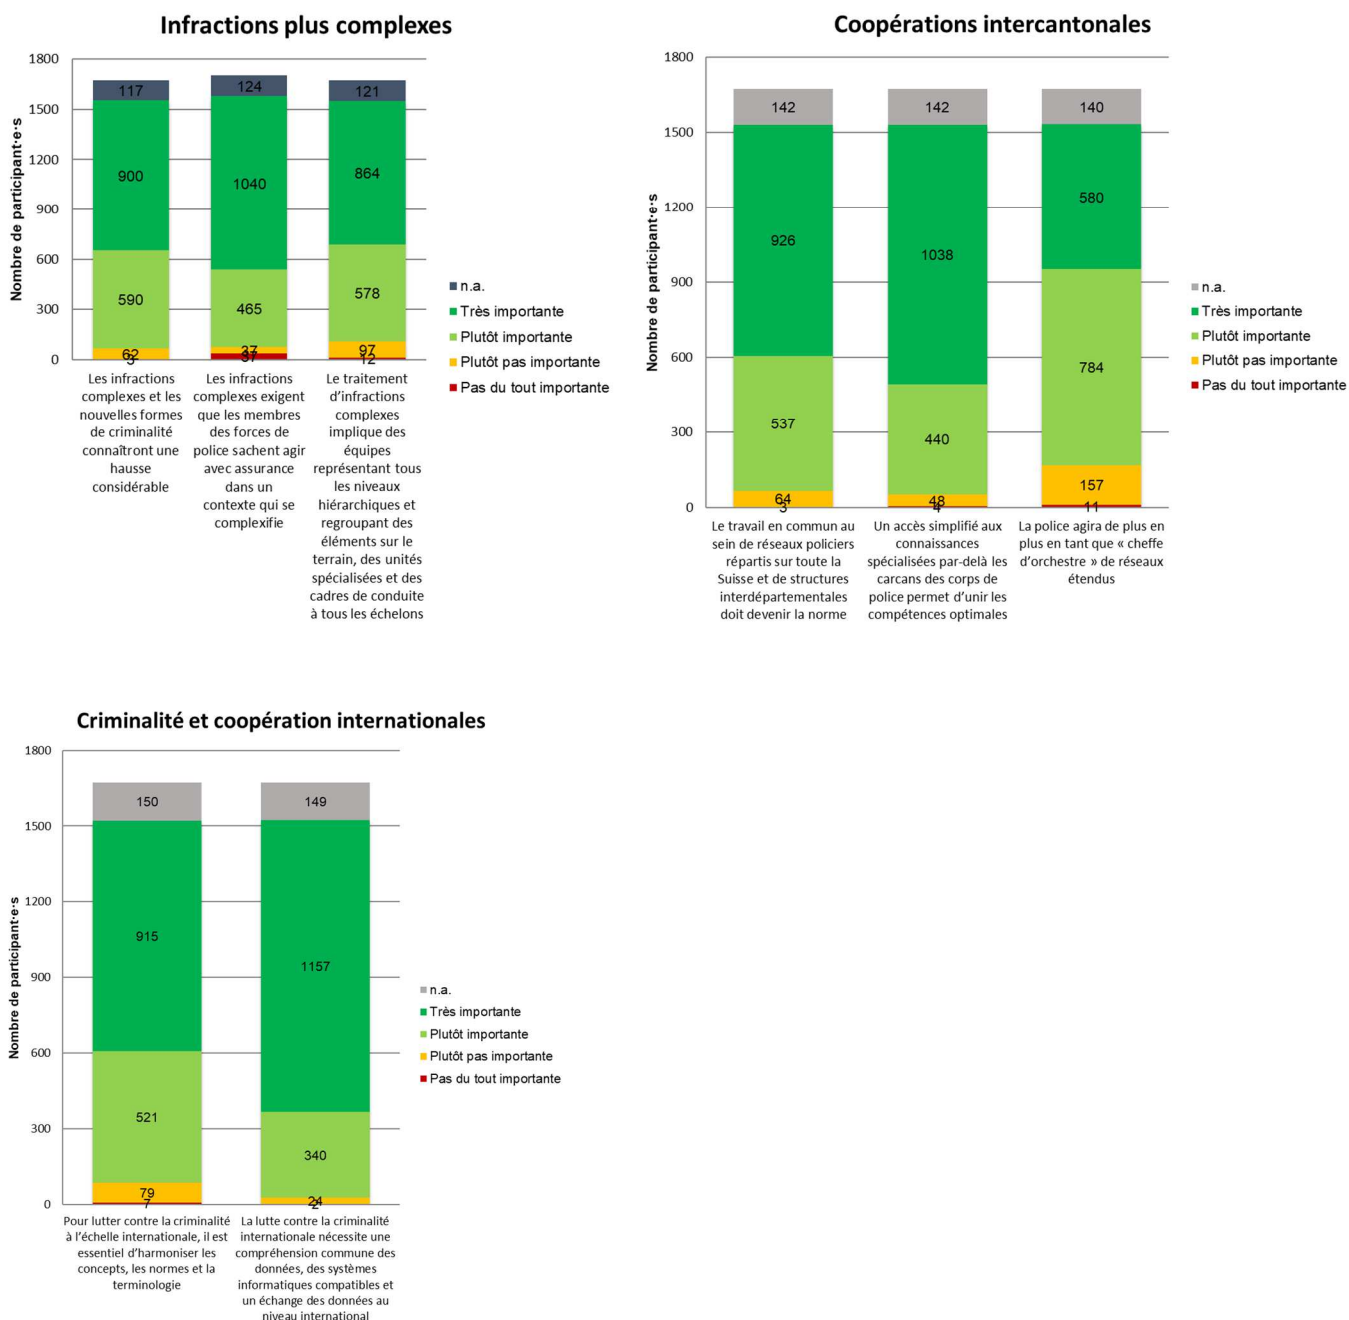 Infractions plus complexes
1800
1500
1200
900
600
300
0
Nombre de participant·e·s
117
900
590
62
3
124
1040
465
37
37
121
864
578
97
12
n.a.
Très importante
Plutôt importante
Plutôt pas importante
Pas du tout importante
Les infractions
complexes et les
nouvelles formes
de criminalité
connaîtront une
hausse
considérable
Les infractions
complexes exigent
que les membres
des forces de
police sachent agir
avec assurance
dans un
contexte qui se
complexifie
Le traitement
d’infractions
complexes
implique des
équipes
représentant tous
les niveaux
hiérarchiques et
regroupant des
éléments sur le
terrain, des unités
spécialisées et des
cadres de conduite
à tous les échelons
Coopérations intercantonales
1800
1500
1200
900
600
300
0
Nombre de participant·e·s
142
926
537
64
3
142
1038
440
48
4
140
580
784
157
11
n.a.
Très importante
Plutôt importante
Plutôt pas importante
Pas du tout importante
Le travail en commun au
sein de réseaux policiers
répartis sur toute la
Suisse et de structures
interdépartementales
doit devenir la norme
Un accès simplifié aux
connaissances
spécialisées par-delà les
carcans des corps de
police permet d’unir les
compétences optimales
La police agira de plus en
plus en tant que « cheffe
d’orchestre » de réseaux
étendus
Criminalité et coopération internationales
1800
1500
1200
900
600
300
0
Nombre de participant·e·s
150
915
521
79
7
149
1157
340
24
2
n.a.
Très importante
Plutôt importante
Plutôt pas importante
Pas du tout importante
Pour lutter contre la criminalité
à l’échelle internationale, il est
essentiel d’harmoniser les
concepts, les normes et la
terminologie
La lutte contre la criminalité
internationale nécessite une
compréhension commune des
données, des systèmes
informatiques compatibles et
un échange des données au
niveau international